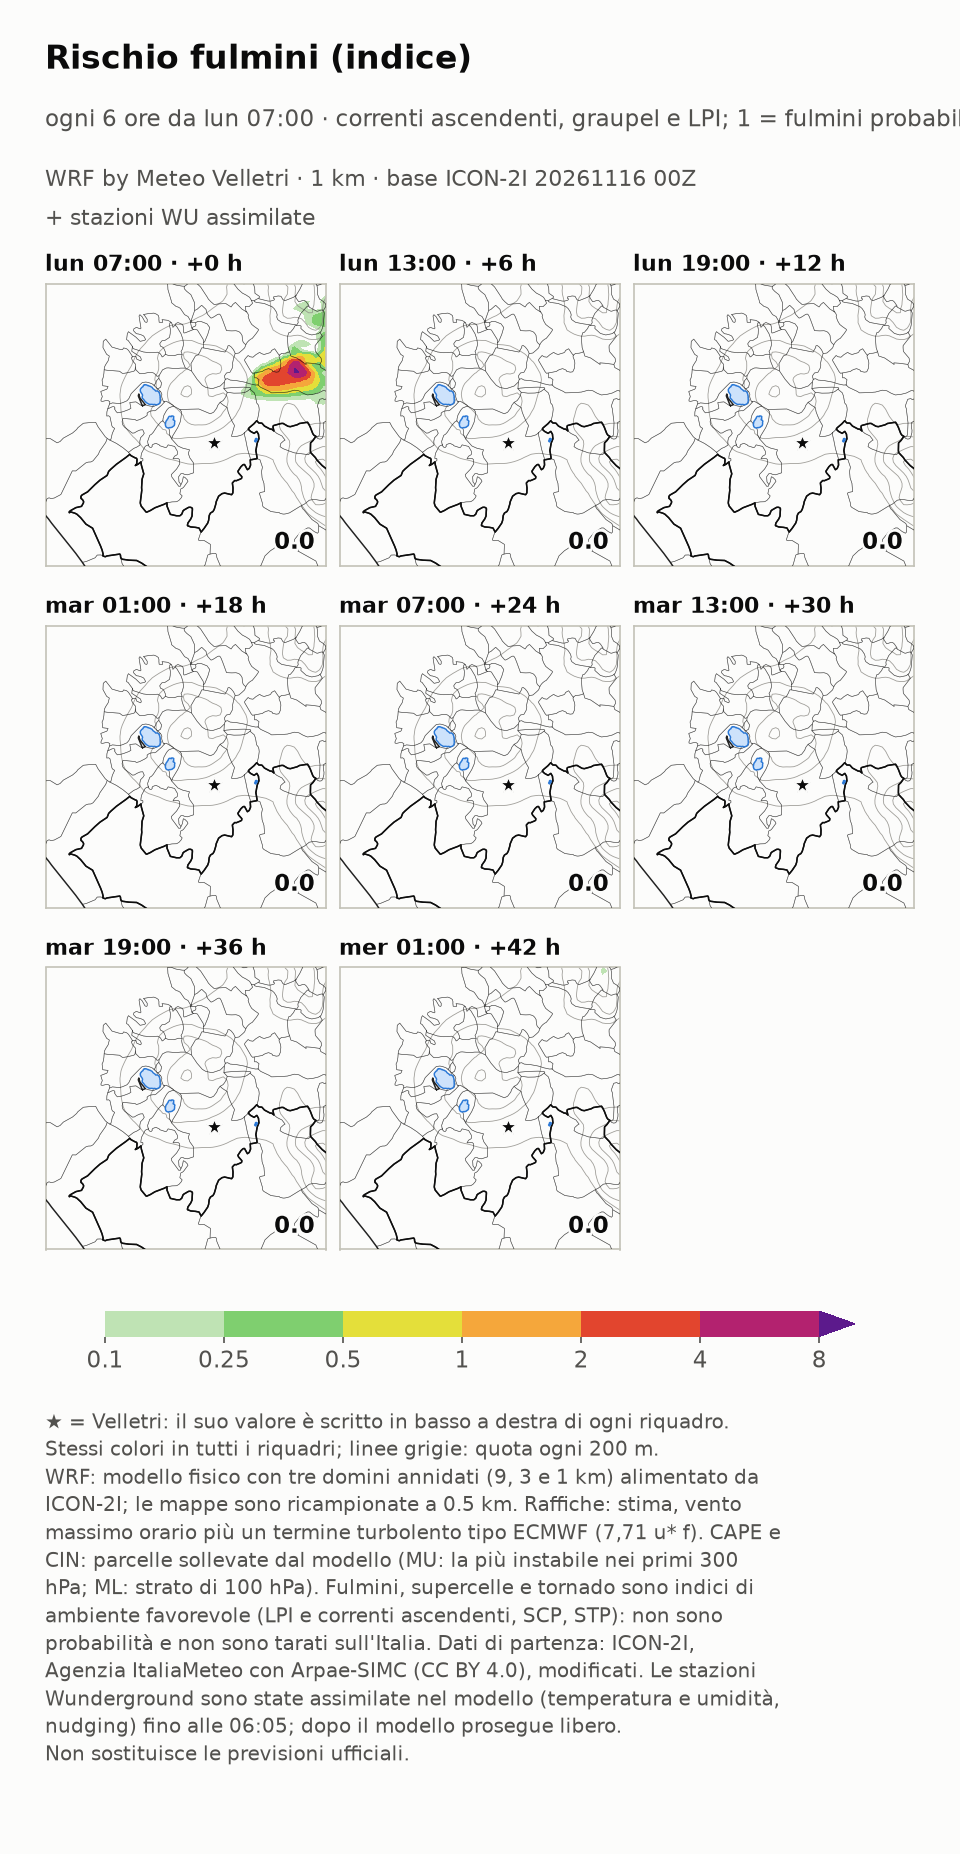 Rischio fulmini (indice)
ogni 6 ore da lun 07:00 · correnti ascendenti, graupel e LPI; 1 = fulmini
WRF by Meteo Velletri · 1 km · base ICON-2I 20261116 00Z
+ stazioni WU assimilate
lun 07:00 · +0 h
lun 13:00 · +6 h
lun 19:00 · +12 h
0.0
0.0
0.0
mar 01:00 · +18 h
mar 07:00 · +24 h
mar 13:00 · +30 h
0.0
0.0
0.0
mar 19:00 · +36 h
mer 01:00 · +42 h
0.0
0.0
0.1
0.25
0.5
1
2
4
8
★ = Velletri: il suo valore è scritto in basso a destra di ogni riquadro.
Stessi colori in tutti i riquadri; linee grigie: quota ogni 200 m.
WRF: modello fisico con tre domini annidati (9, 3 e 1 km) alimentato da
ICON-2I; le mappe sono ricampionate a 0.5 km. Raffiche: stima, vento
massimo orario più un termine turbolento tipo ECMWF (7,71 u* f). CAPE e
CIN: parcelle sollevate dal modello (MU: la più instabile nei primi 300
hPa; ML: strato di 100 hPa). Fulmini, supercelle e tornado sono indici di
ambiente favorevole (LPI e correnti ascendenti, SCP, STP): non sono
probabilità e non sono tarati sull'Italia. Dati di partenza: ICON-2I,
Agenzia ItaliaMeteo con Arpae-SIMC (CC BY 4.0), modificati. Le stazioni
Wunderground sono state assimilate nel modello (temperatura e umidità,
nudging) fino alle 06:05; dopo il modello prosegue libero.
Non sostituisce le previsioni ufficiali.